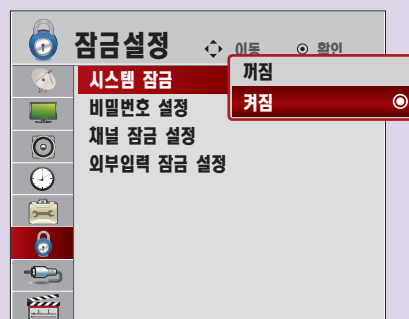 잠금설정 이동 확인
시스템 잠금 꺼짐
비밀번호 설정 켜짐
채널 잠금 설정
외부입력 잠금 설정